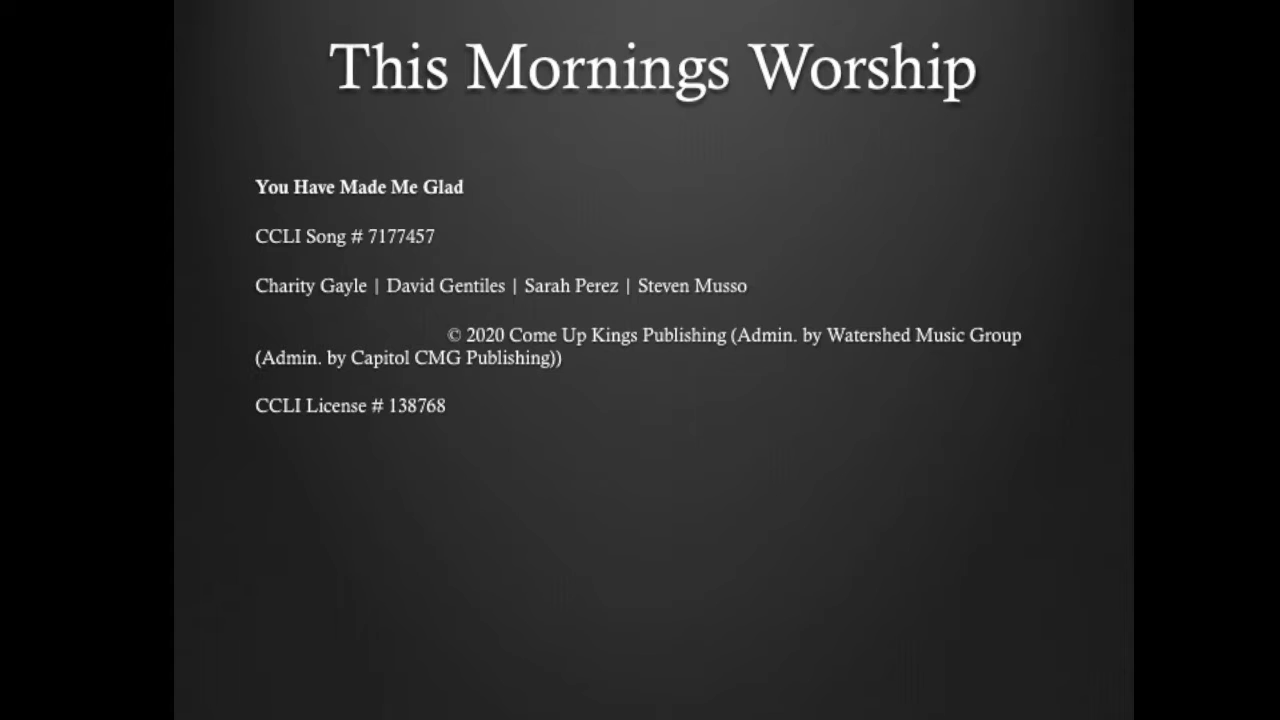 This Mornings Worship
You Have Made Me Glad
CCLI Song # 7177457
Charity Gayle | David Gentiles | Sarah Perez | Steven Musso
© 2020 Come Up Kings Publishing (Admin. by Watershed Music Group
(Admin. by Capitol CMG Publishing))
CCLI License # 138768